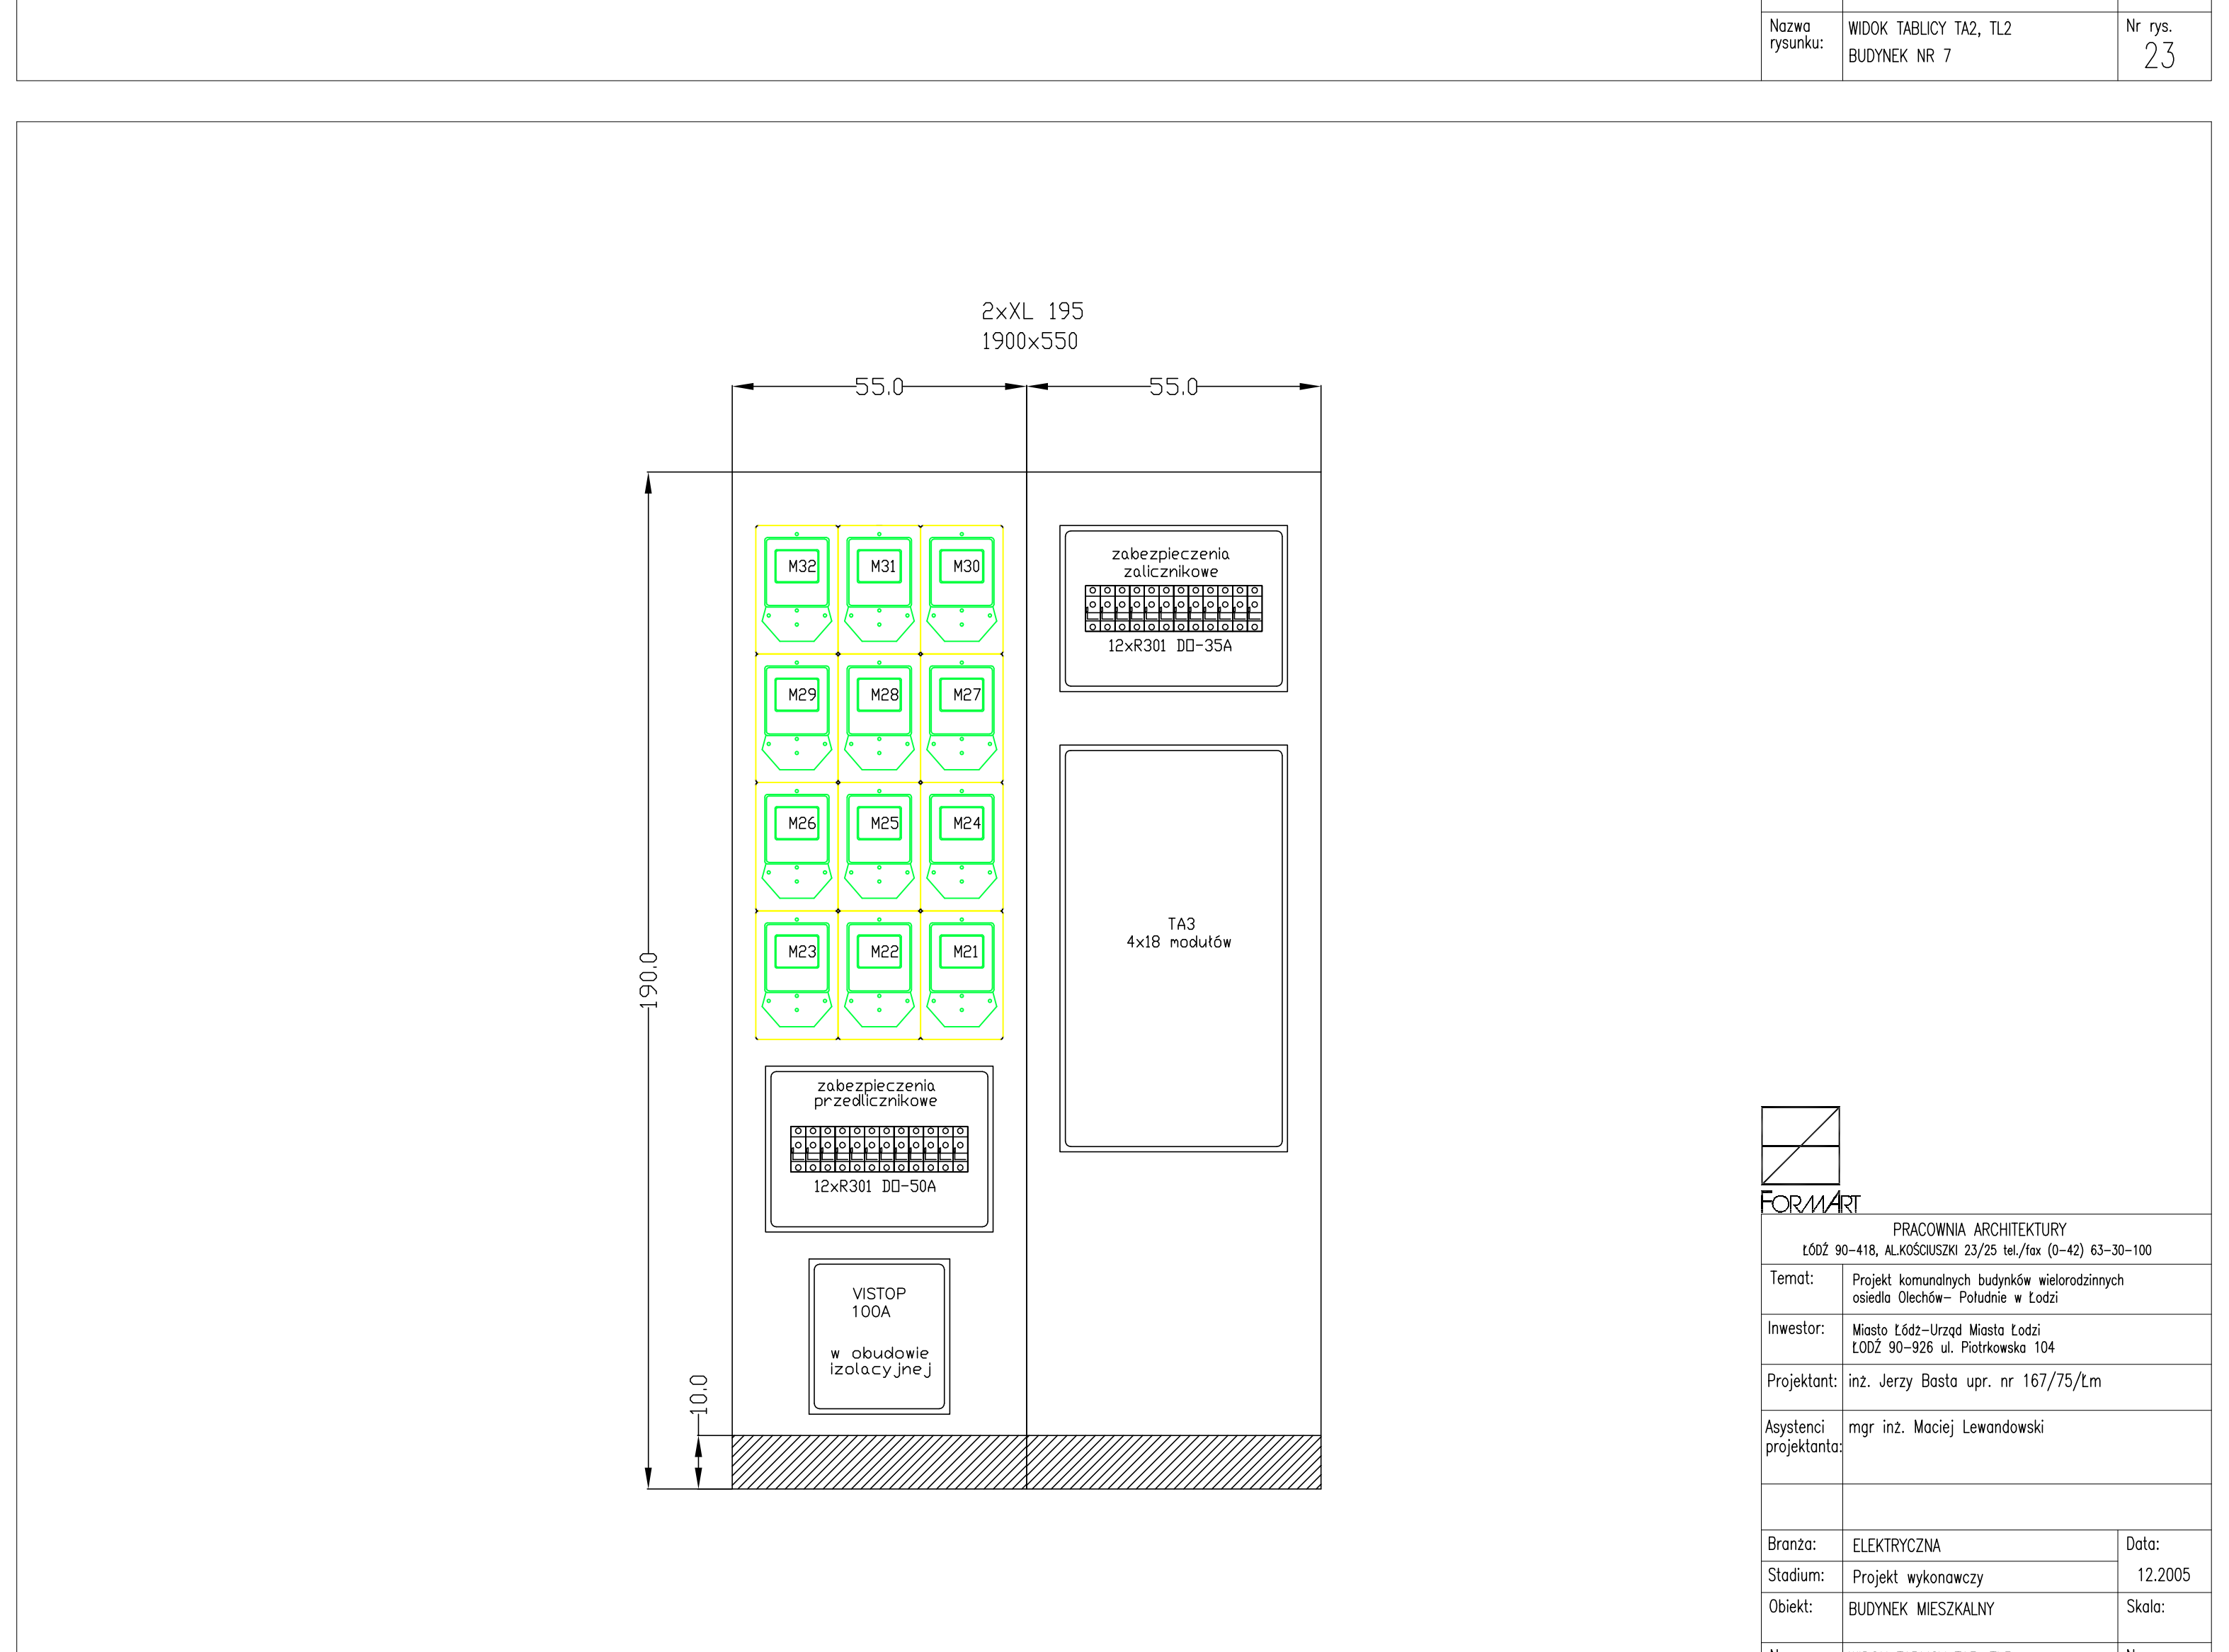 Nazwa
rysunku:
WIDOK TABLICY TA2, TL2
BUDYNEK NR 7
Nr rys.
23
2xXL 195
1900x550
55.0
55.0
M32
M31
M30
M29
M28
M27
M26
M25
M24
M23
M22
M21
zabezpieczenia
zalicznikowe
12xR301 DO-35A
TA3
4x18 modułów
190.0
zabezpieczenia
przedlicznikowe
12xR301 DO-50A
VISTOP
100A
w obudowie
izolacyjnej
10.0
FORMART
PRACOWNIA ARCHITEKTURY
ŁÓDŹ 90-418, AL.KOŚCIUSZKI 23/25 tel./fax (0-42) 63-30-100
Temat:
Projekt komunalnych budynków wielorodzinnych
osiedla Olechów- Południe w Łodzi
Inwestor:
Miasto Łódź-Urząd Miasta Łodzi
ŁODŹ 90-926 ul. Piotrkowska 104
Projektant:
inż. Jerzy Basta upr. nr 167/75/Łm
Asystenci
projektanta:
mgr inż. Maciej Lewandowski
Branża:
ELEKTRYCZNA
Data:
12.2005
Stadium:
Projekt wykonawczy
Obiekt:
BUDYNEK MIESZKALNY
Skala: